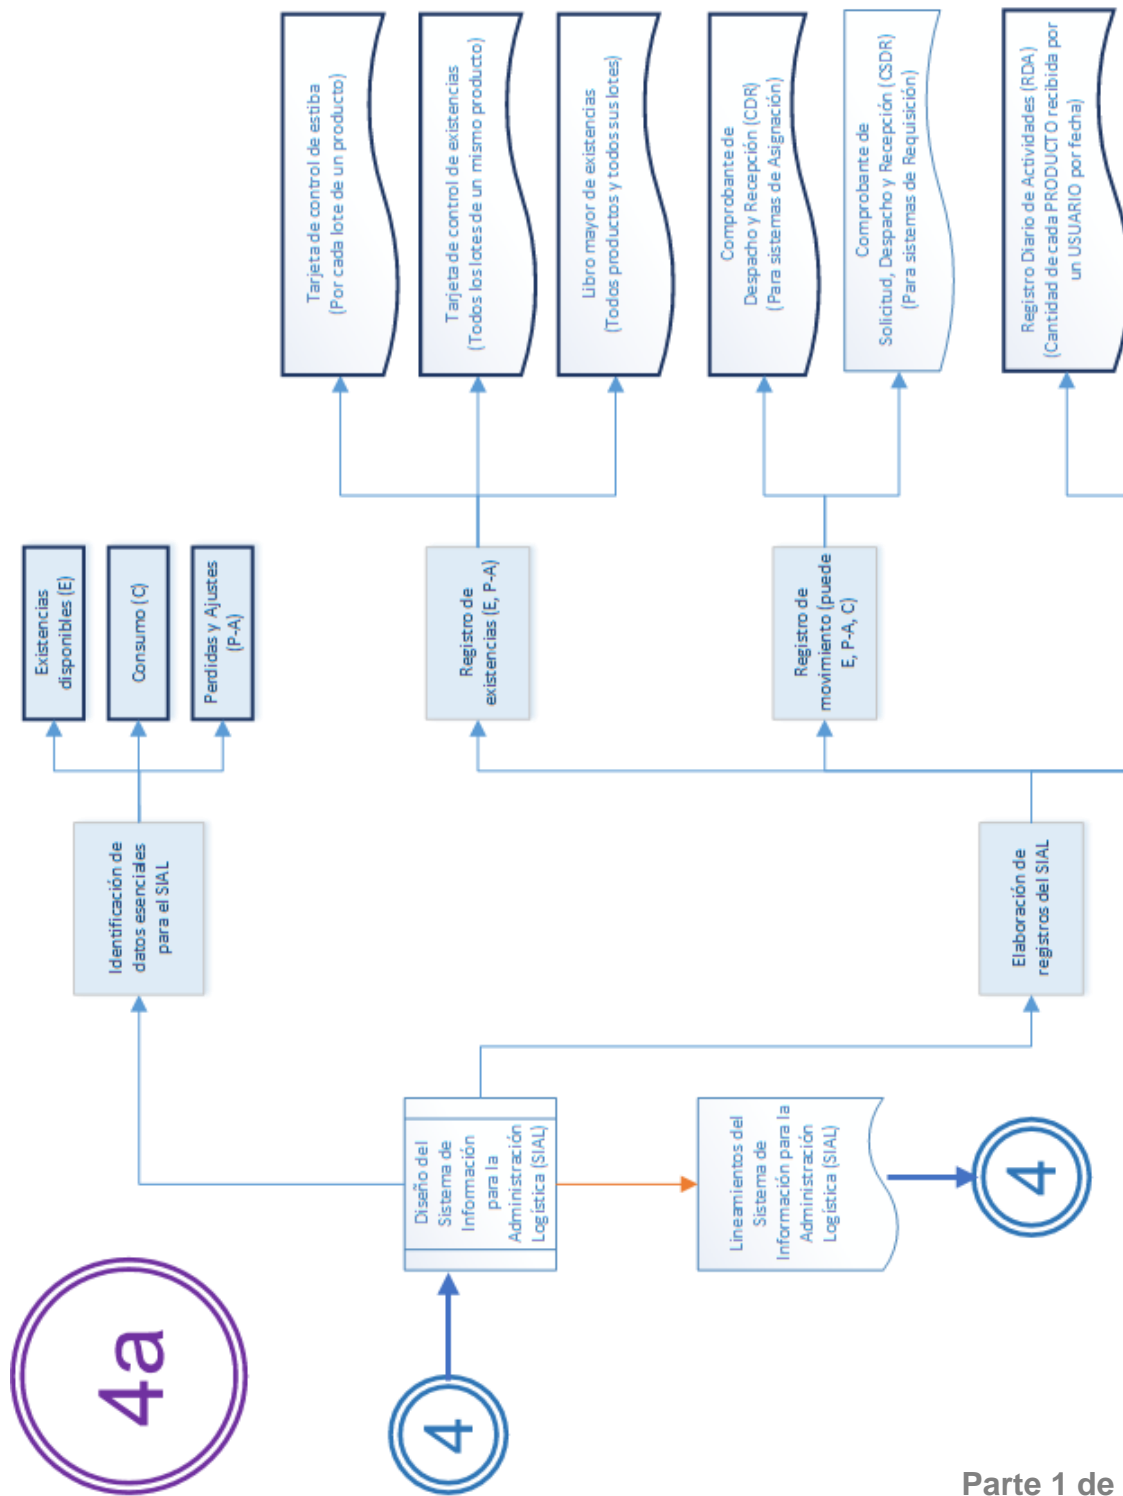 4a
4
Diseño del
Sistema de
Información
para la
Administración
Logística (SIAL)
Lineamientos del
Sistema de
Información para la
Administración
Logística (SIAL)
4
Identificación de
datos esenciales
para el SIAL
Existencias
disponibles (E)
Consumo (C)
Perdidas y Ajustes
(P-A)
Elaboración de
registros del SIAL
Registro de
existencias (E, P-A)
Registro de
movimiento (puede
E, P-A, C)
Tarjeta de control de estiba
(Por cada lote de un producto)
Tarjeta de control de existencias
(Todos los lotes de un mismo producto)
Libro mayor de existencias
(Todos productos y todos sus lotes)
Comprobante de
Despacho y Recepción (CDR)
(Para sistemas de Asignación)
Comprobante de
Solicitud, Despacho y Recepción (CSDR)
(Para sistemas de Requisición)
Registro Diario de Actividades (RDA)
(Cantidad de cada PRODUCTO recibida por
un USUARIO por fecha)
Parte 1 de